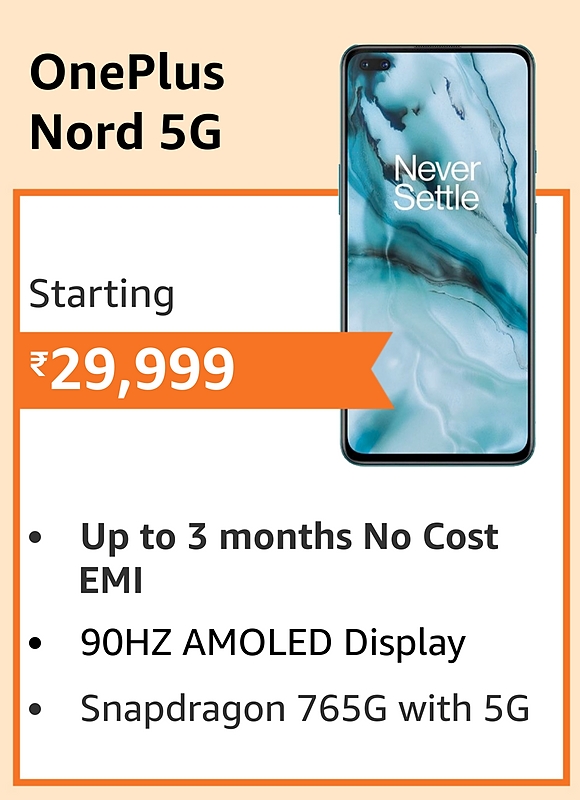 OnePlus
Nord 5G
Never
Settle
Starting
₹29,999
• Up to 3 months No Cost
EMI
• 90HZ AMOLED Display
• Snapdragon 765G with 5G